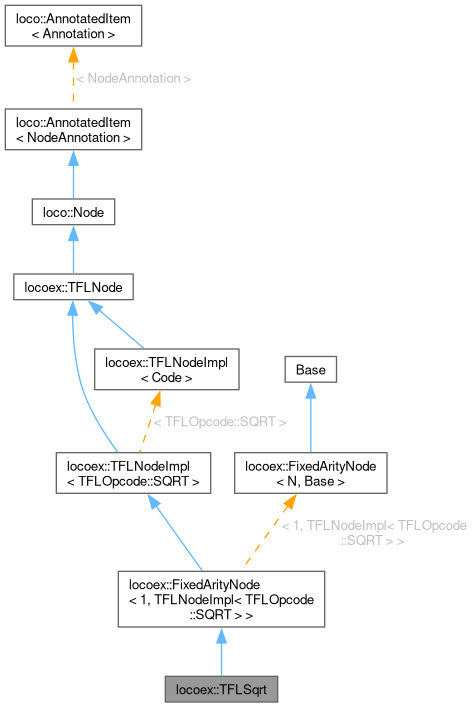 loco::AnnotatedItem
< Annotation >
< NodeAnnotation >
loco::AnnotatedItem
< NodeAnnotation >
loco::Node
locoex::TFLNode
locoex::TFLNodeImpl
< Code >
Base
< TFLOpcode::SQRT >
locoex::TFLNodeImpl
< TFLOpcode::SQRT >
locoex::FixedArityNode
< N, Base >
< 1, TFLNodeImpl< TFLOpcode
::SQRT > >
locoex::FixedArityNode
< 1, TFLNodeImpl< TFLOpcode
::SQRT > >
locoex::TFLSqrt